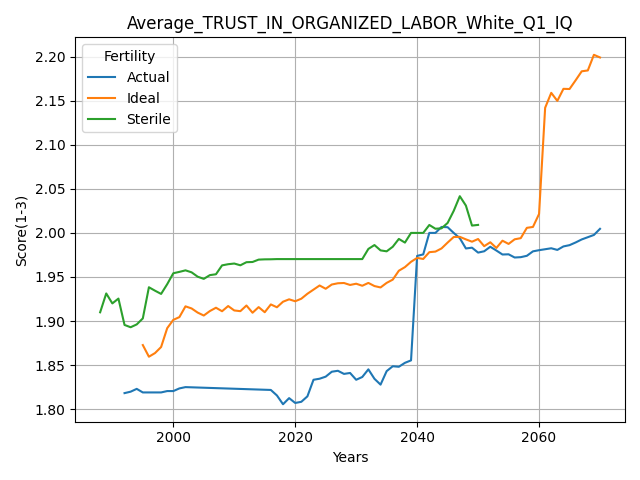 Average_TRUST_IN_ORGANIZED_LABOR_White_Q1_IQ
Fertility
Actual
Ideal
Sterile
Score(1-3)
2.20
2.15
2.10
2.05
2.00
1.95
1.90
1.85
1.80
2000
2020
2040
2060
Years